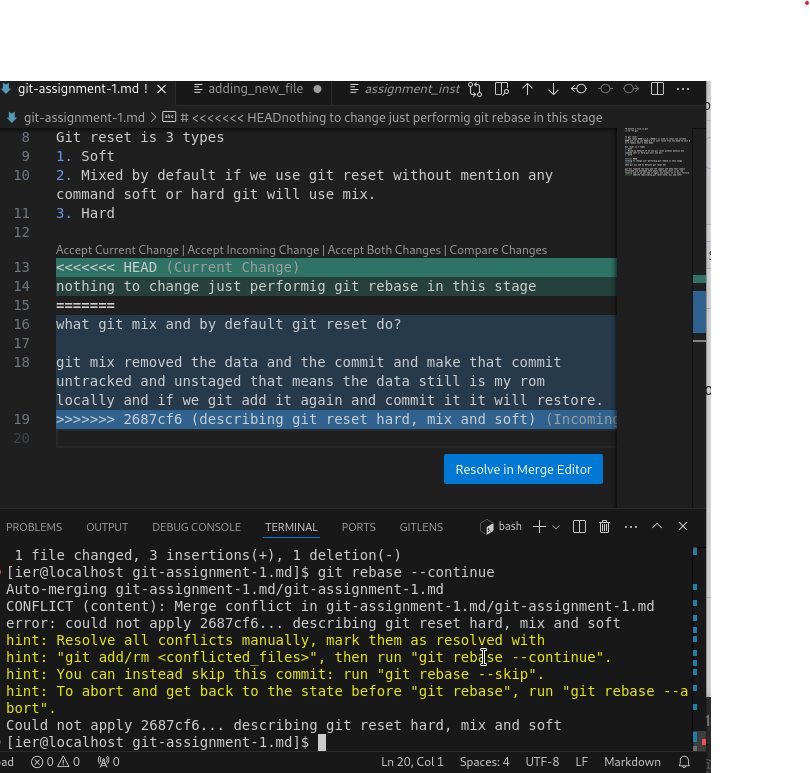 git-assignment-1.md ! adding_new_file assignment_inst
git-assignment-1.md > # <<<<<<< HEADnothing to change just performig git rebase in this stage
8 Git reset is 3 types
9 1. Soft
10 2. Mixed by default if we use git reset without mention any
command soft or hard git will use mix.
11 3. Hard
12
Accept Current Change | Accept Incoming Change | Accept Both Changes | Compare Changes
13 <<<<<<< HEAD (Current Change)
14 nothing to change just performig git rebase in this stage
15 =======
16 what git mix and by default git reset do?
17
18 git mix removed the data and the commit and make that commit
untracked and unstaged that means the data still is my rom
locally and if we git add it again and commit it it will restore.
19 >>>>>>> 2687cf6 (describing git reset hard, mix and soft) (Incoming
20
Resolve in Merge Editor
PROBLEMS OUTPUT DEBUG CONSOLE TERMINAL PORTS GITLENS bash
1 file changed, 3 insertions(+), 1 deletion(-)
[ier@localhost git-assignment-1.md]$ git rebase --continue
Auto-merging git-assignment-1.md/git-assignment-1.md
CONFLICT (content): Merge conflict in git-assignment-1.md/git-assignment-1.md
error: could not apply 2687cf6... describing git reset hard, mix and soft
hint: Resolve all conflicts manually, mark them as resolved with
hint: "git add/rm <conflicted_files>", then run "git rebase --continue".
hint: You can instead skip this commit: run "git rebase --skip".
hint: To abort and get back to the state before "git rebase", run "git rebase --a
bort".
Could not apply 2687cf6... describing git reset hard, mix and soft
[ier@localhost git-assignment-1.md]$
ad 0 0 0 Ln 20, Col 1 Spaces: 4 UTF-8 LF Markdown